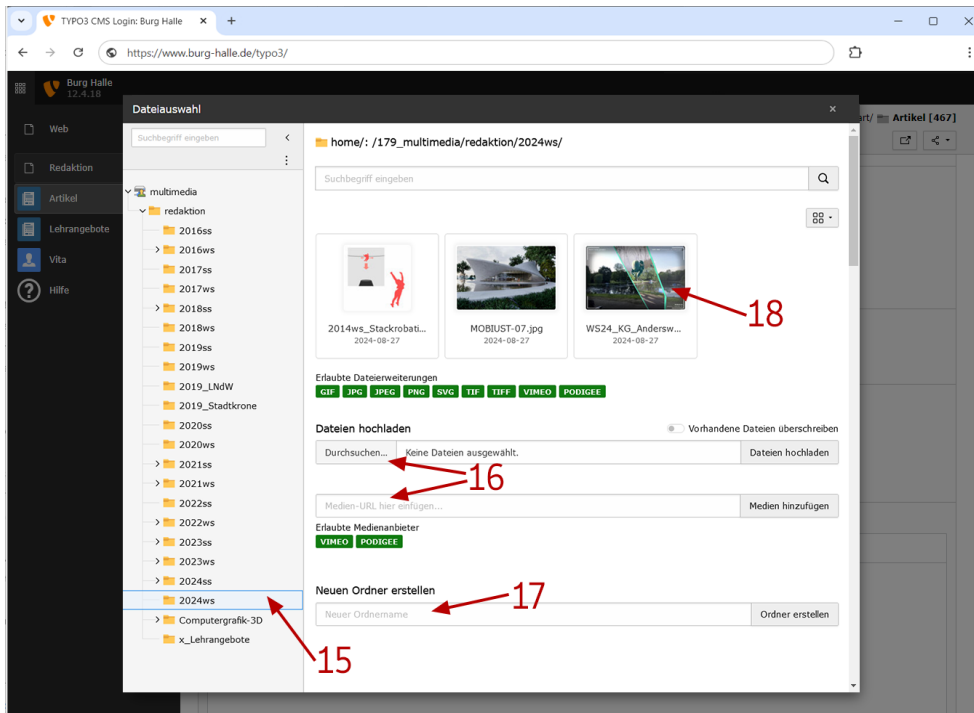 TYPO3 CMS Login: Burg Halle
https://www.burg-halle.de/typo3/
Burg Halle
12.4.18
Web
Redaktion
Artikel
Lehrangebote
Vita
Hilfe
art/ Artikel [467]
Dateiauswahl
Suchbegriff eingeben
multimedia
redaktion
2016ss
2016ws
2017ss
2017ws
2018ss
2018ws
2019ss
2019ws
2019_LNdW
2019_Stadtkrone
2020ss
2020ws
2021ss
2021ws
2022ss
2022ws
2023ss
2023ws
2024ss
2024ws
Computergrafik-3D
x_Lehrangebote
15
home/: /179_multimedia/redaktion/2024ws/
Suchbegriff eingeben
18
2014ws_Stackrobati... MOBIUST-07.jpg WS24_KG_Andersw...
2024-08-27 2024-08-27 2024-08-27
Erlaubte Dateierweiterungen
GIF JPG JPEG PNG SVG TIF TIFF VIMEO PODIGEE
Dateien hochladen Vorhandene Dateien überschreiben
Durchsuchen... Keine Dateien ausgewählt. Dateien hochladen
16
Medien-URL hier einfügen... Medien hinzufügen
Erlaubte Medienanbieter
VIMEO PODIGEE
Neuen Ordner erstellen
17
Neuer Ordnername Ordner erstellen